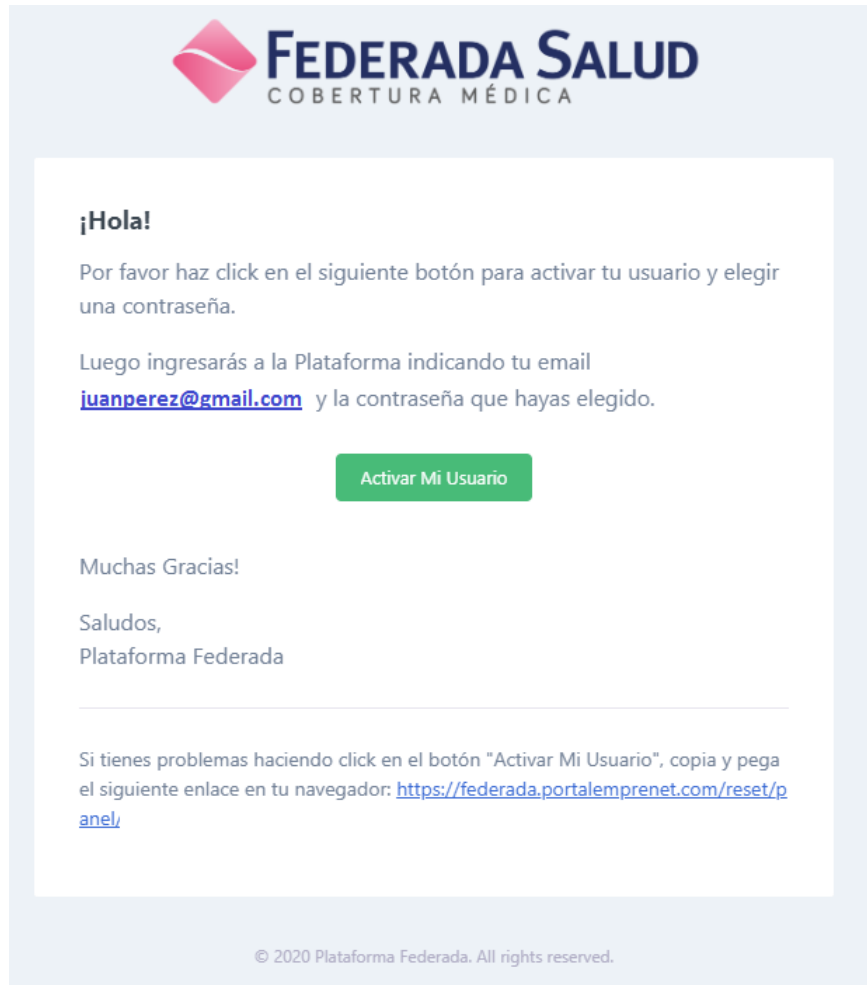 FEDERADA SALUD
COBERTURA MÉDICA
¡Hola!
Por favor haz click en el siguiente botón para activar tu usuario y elegir
una contraseña.
Luego ingresarás a la Plataforma indicando tu email
juanperez@gmail.com y la contraseña que hayas elegido.
Activar Mi Usuario
Muchas Gracias!
Saludos,
Plataforma Federada
Si tienes problemas haciendo click en el botón "Activar Mi Usuario", copia y pega
el siguiente enlace en tu navegador: https://federada.portalemprenet.com/reset/p
anel/
© 2020 Plataforma Federada. All rights reserved.